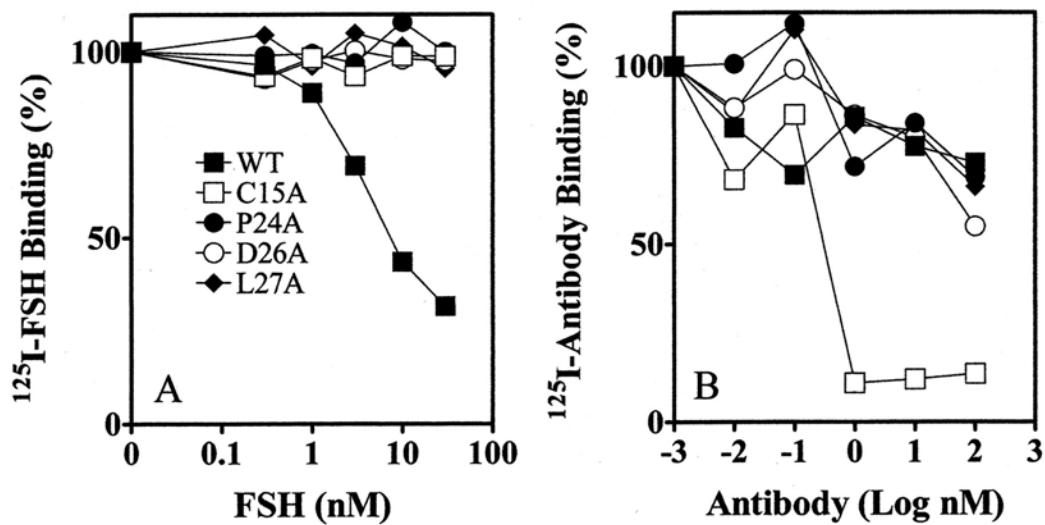 ¹²⁵I-FSH Binding (%)
100
50
0
WT
C15A
P24A
D26A
L27A
A
0 0.1 1 10 100
FSH (nM)
¹²⁵I-Antibody Binding (%)
100
50
0
B
-3 -2 -1 0 1 2 3
Antibody (Log nM)